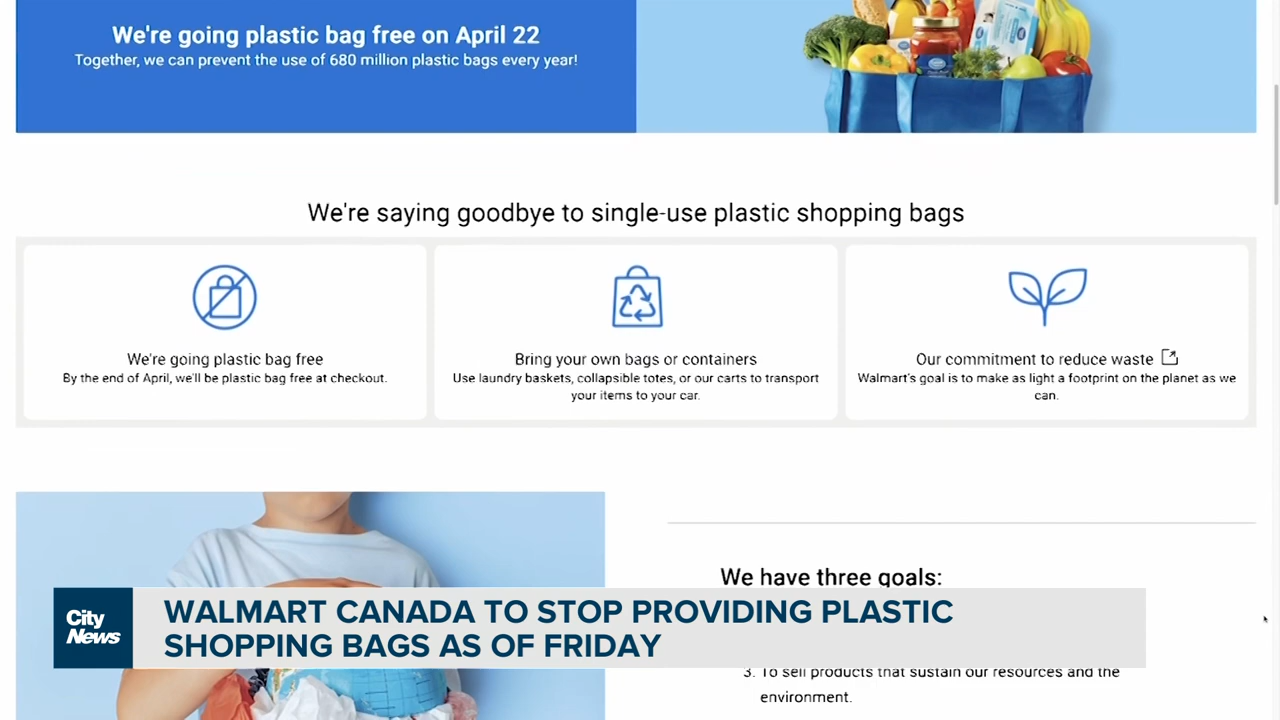 We're going plastic bag free on April 22
Together, we can prevent the use of 680 million plastic bags every year!
We're saying goodbye to single-use plastic shopping bags
We're going plastic bag free
By the end of April, we'll be plastic bag free at checkout.
Bring your own bags or containers
Use laundry baskets, collapsible totes, or our carts to transport
your items to your car.
Our commitment to reduce waste
Walmart's goal is to make as light a footprint on the planet as we
can.
We have three goals:
City
News
WALMART CANADA TO STOP PROVIDING PLASTIC
SHOPPING BAGS AS OF FRIDAY
3. To sell products that sustain our resources and the
environment.